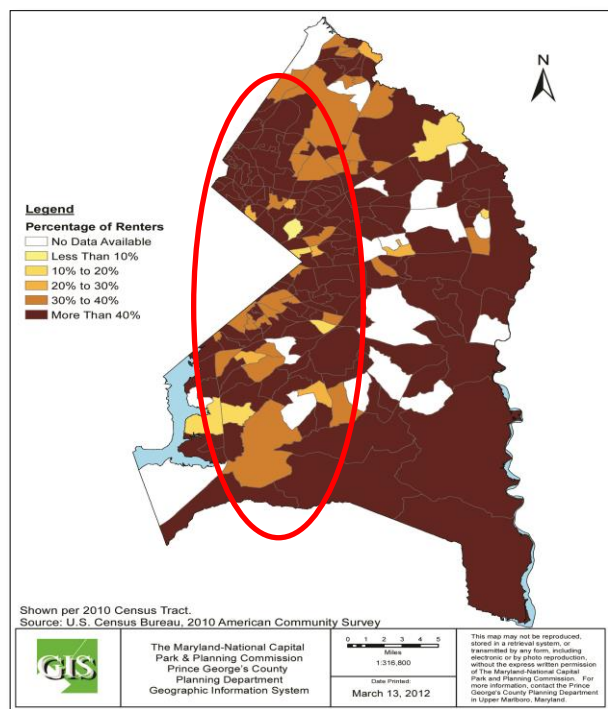 N
Legend
Percentage of Renters
No Data Available
Less Than 10%
10% to 20%
20% to 30%
30% to 40%
More Than 40%
Shown per 2010 Census Tract.
Source: U.S. Census Bureau, 2010 American Community Survey
GIS
The Maryland-National Capital
Park & Planning Commission
Prince George's County
Planning Department
Geographic Information System
0 1 2 3 4 5
Miles
1:316,800
Date Printed:
March 13, 2012
This map may not be reproduced,
stored in a retrieval system, or
transmitted by any form, including
electronic or by photo reproduction,
without the express written permission
of The Maryland-National Capital
Park and Planning Commission. For
more information, contact the Prince
George's County Planning Department
in Upper Marlboro, Maryland.